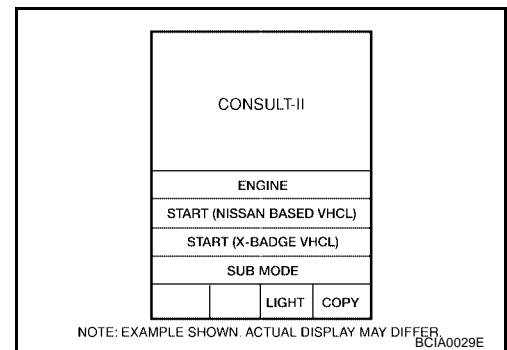 CONSULT-II
ENGINE
START (NISSAN BASED VHCL)
START (X-BADGE VHCL)
SUB MODE
LIGHT COPY
NOTE: EXAMPLE SHOWN. ACTUAL DISPLAY MAY DIFFER.
BCIA0029E